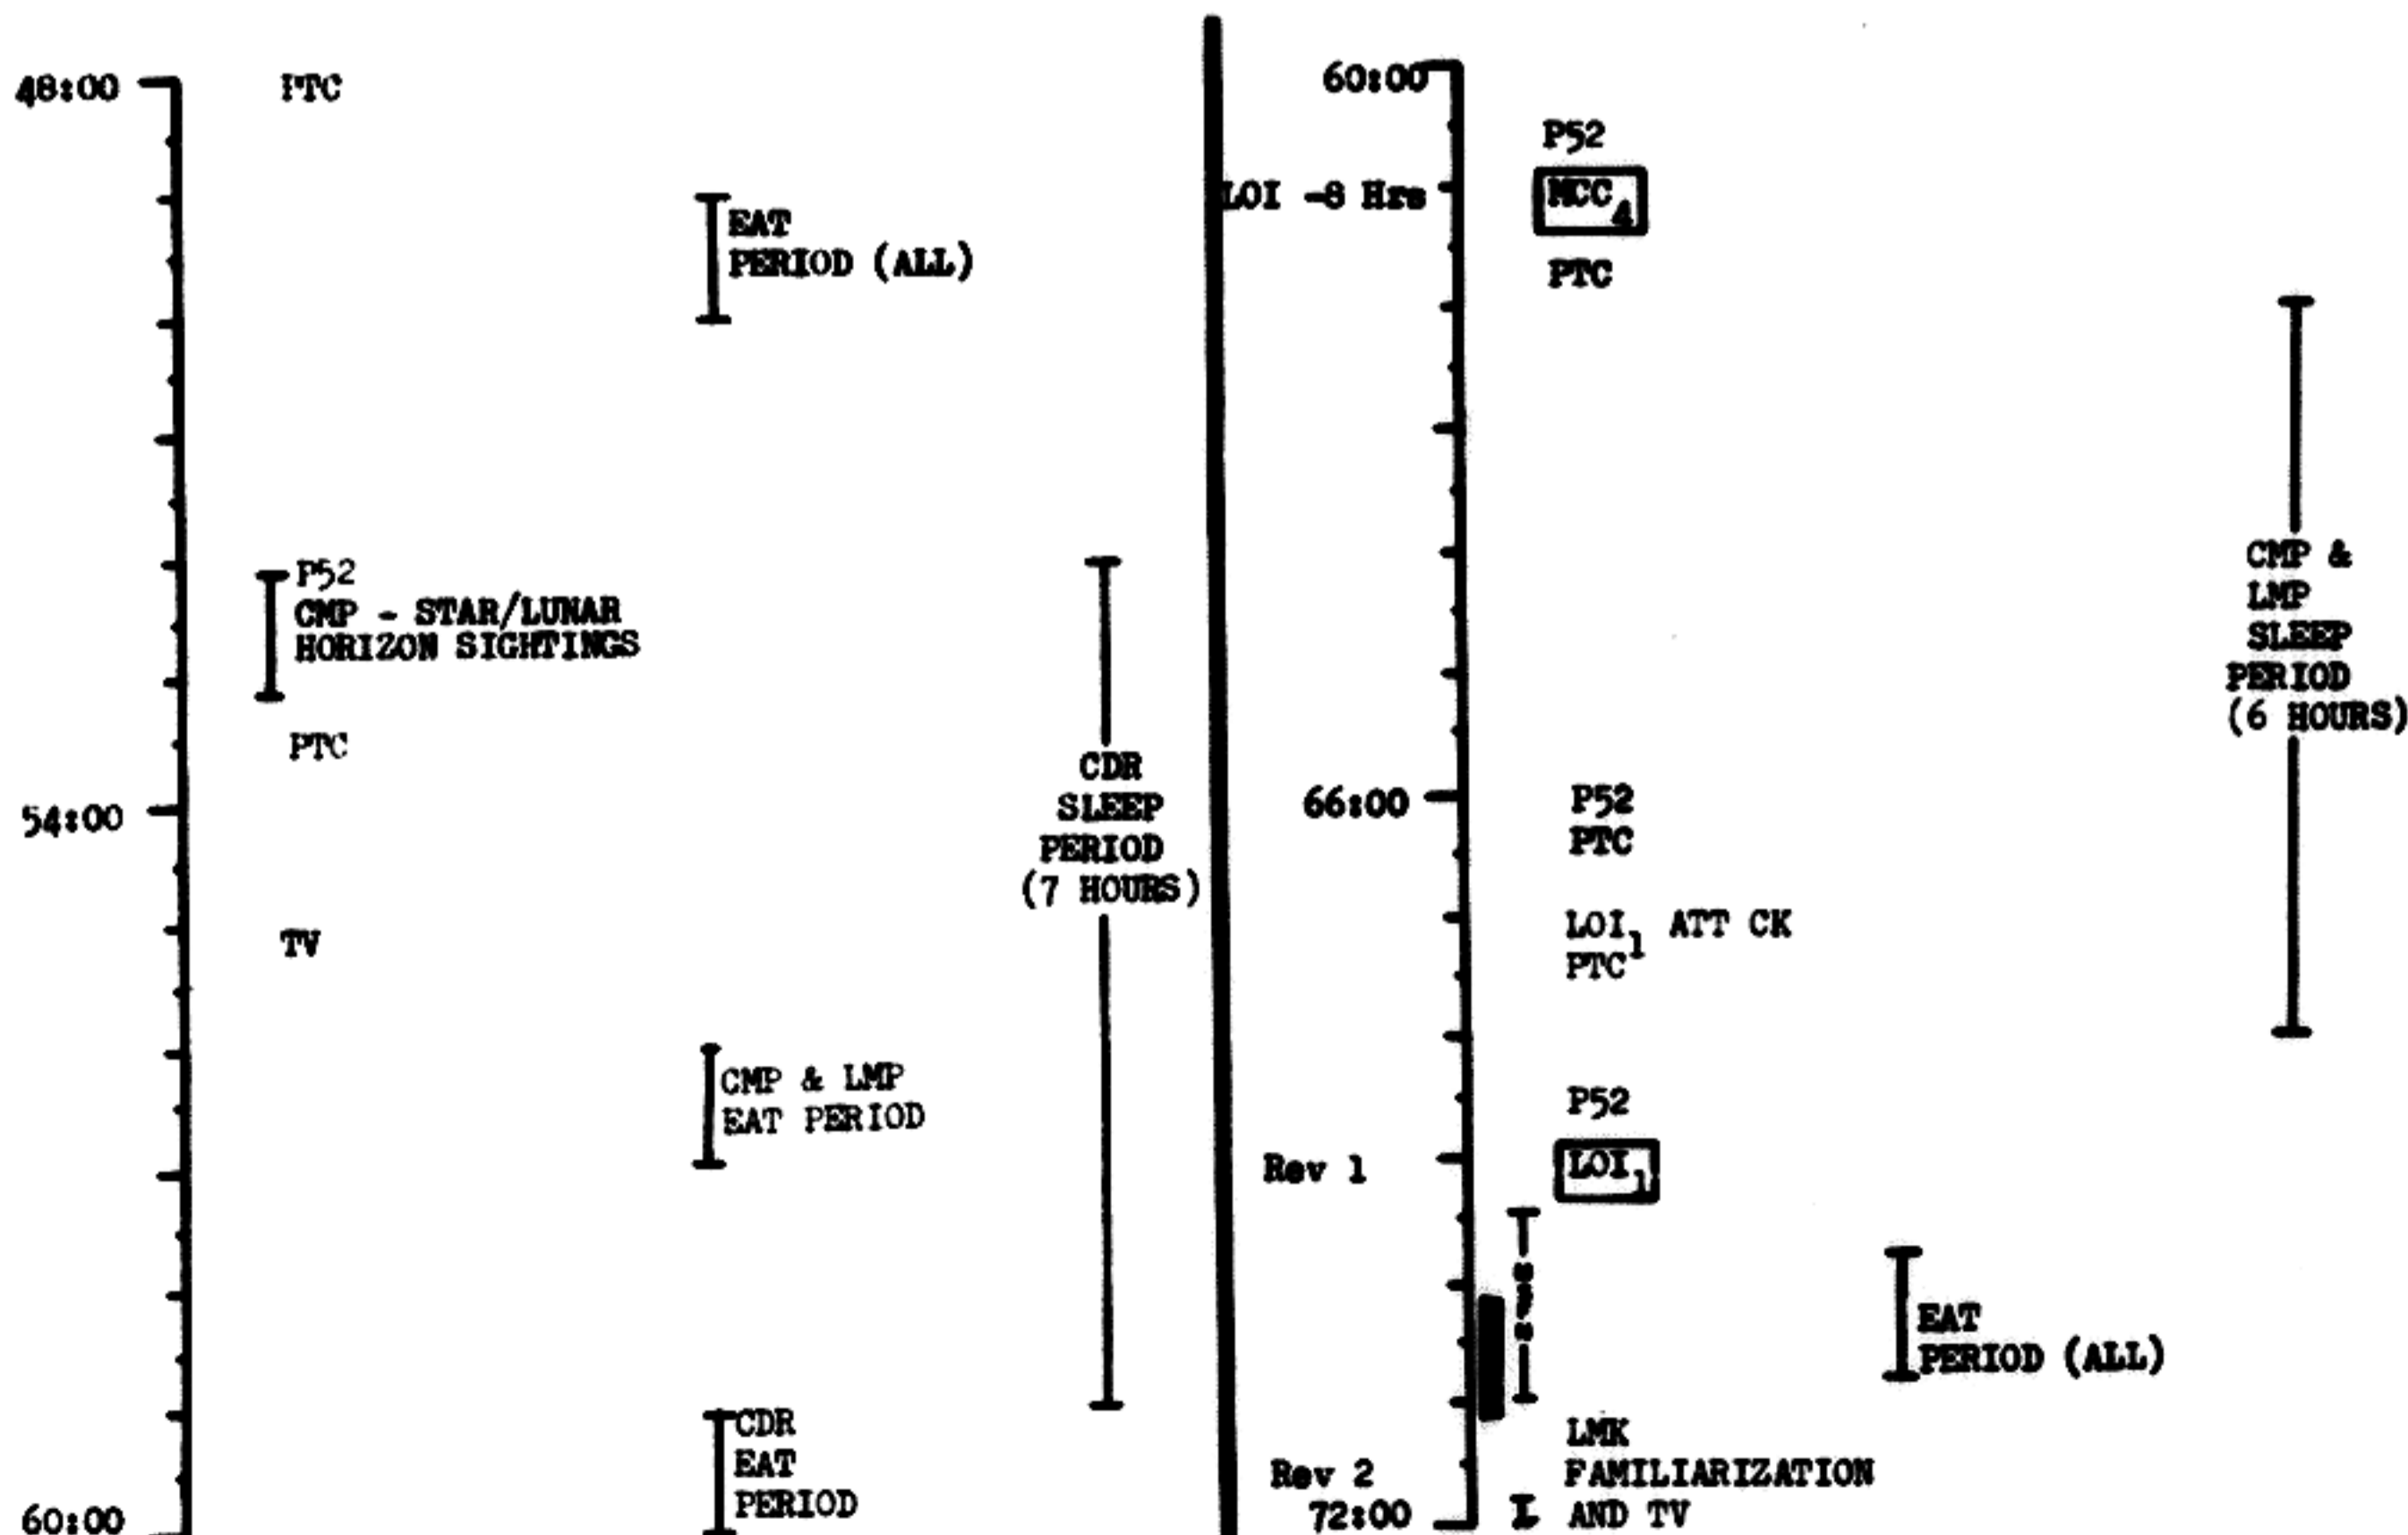 48:00
PTC
EAT
PERIOD (ALL)
P52
CMP - STAR/LUNAR
HORIZON SIGHTINGS
PTC
54:00
CDR
SLEEP
PERIOD
(7 HOURS)
TV
CMP & LMP
EAT PERIOD
CDR
EAT
PERIOD
60:00
60:00
P52
LOI -8 Hrs
MCC4
PTC
CMP &
LMP
SLEEP
PERIOD
(6 HOURS)
66:00
P52
PTC
LOI1 ATT CK
PTC
P52
Rev 1
LOI1
EAT
PERIOD (ALL)
LMK
FAMILIARIZATION
AND TV
Rev 2
72:00